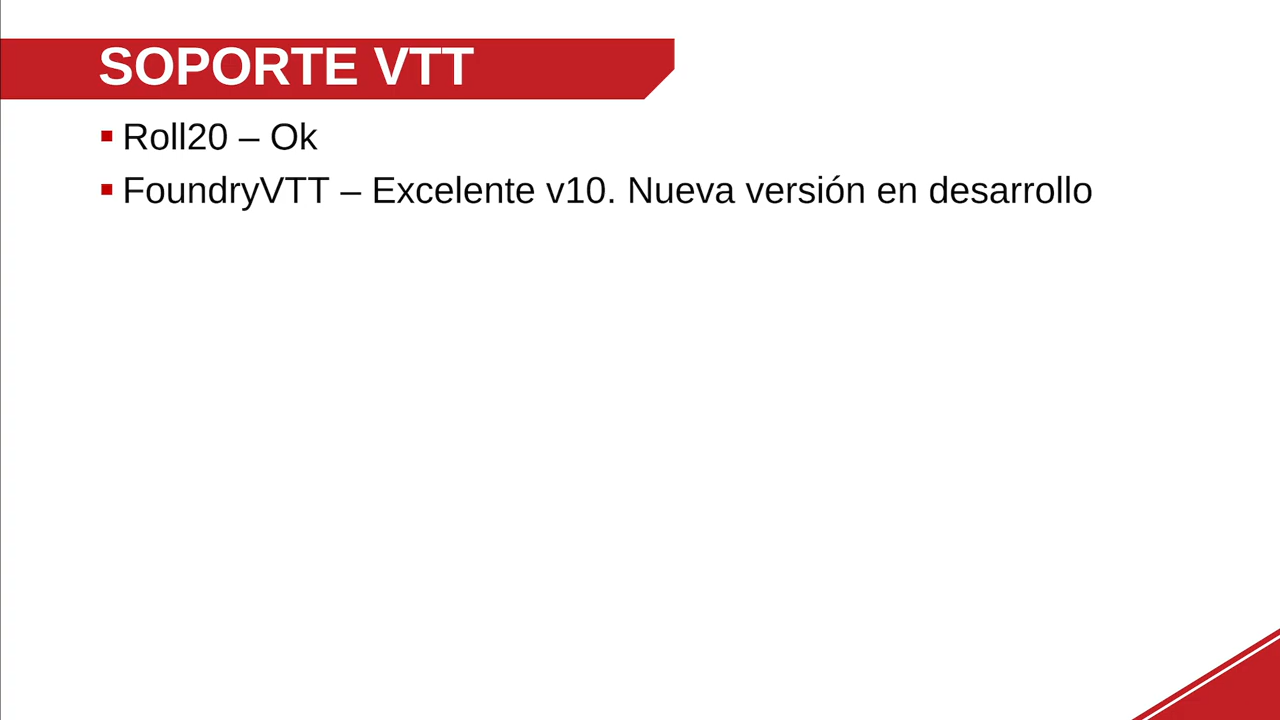 SOPORTE VTT
Roll20 – Ok
FoundryVTT – Excelente v10. Nueva versión en desarrollo